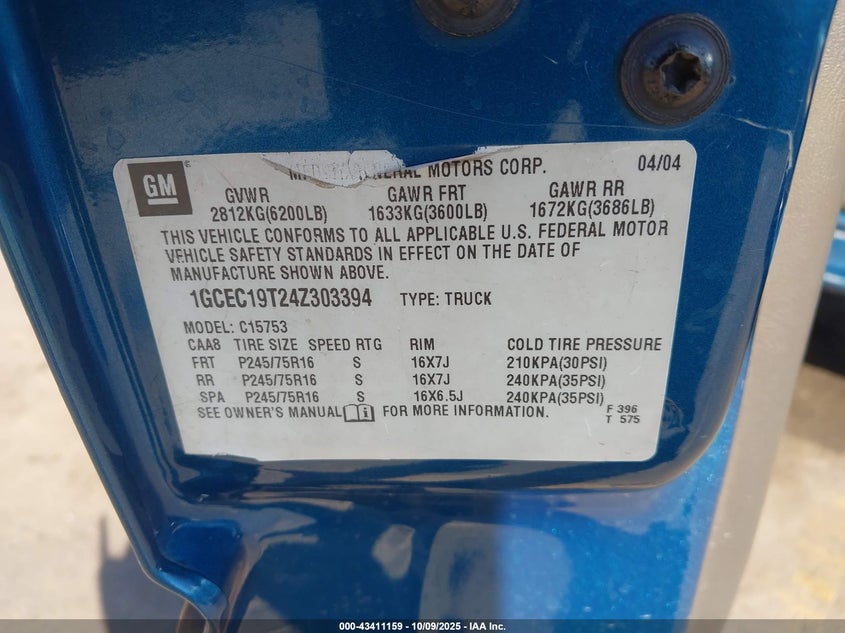 GM
GENERAL MOTORS CORP. 04/04
GVWR GAWR FRT GAWR RR
2812KG(6200LB) 1633KG(3600LB) 1672KG(3686LB)
THIS VEHICLE CONFORMS TO ALL APPLICABLE U.S. FEDERAL MOTOR
VEHICLE SAFETY STANDARDS IN EFFECT ON THE DATE OF
MANUFACTURE SHOWN ABOVE.
1GCEC19T24Z303394 TYPE: TRUCK
MODEL: C15753
CAA8 TIRE SIZE SPEED RTG RIM COLD TIRE PRESSURE
FRT P245/75R16 S 16X7J 210KPA(30PSI)
RR P245/75R16 S 16X7J 240KPA(35PSI)
SPA P245/75R16 S 16X6.5J 240KPA(35PSI)
SEE OWNER'S MANUAL FOR MORE INFORMATION. F 396
T 575
000-43411159 | 10/09/2025 - IAA Inc.